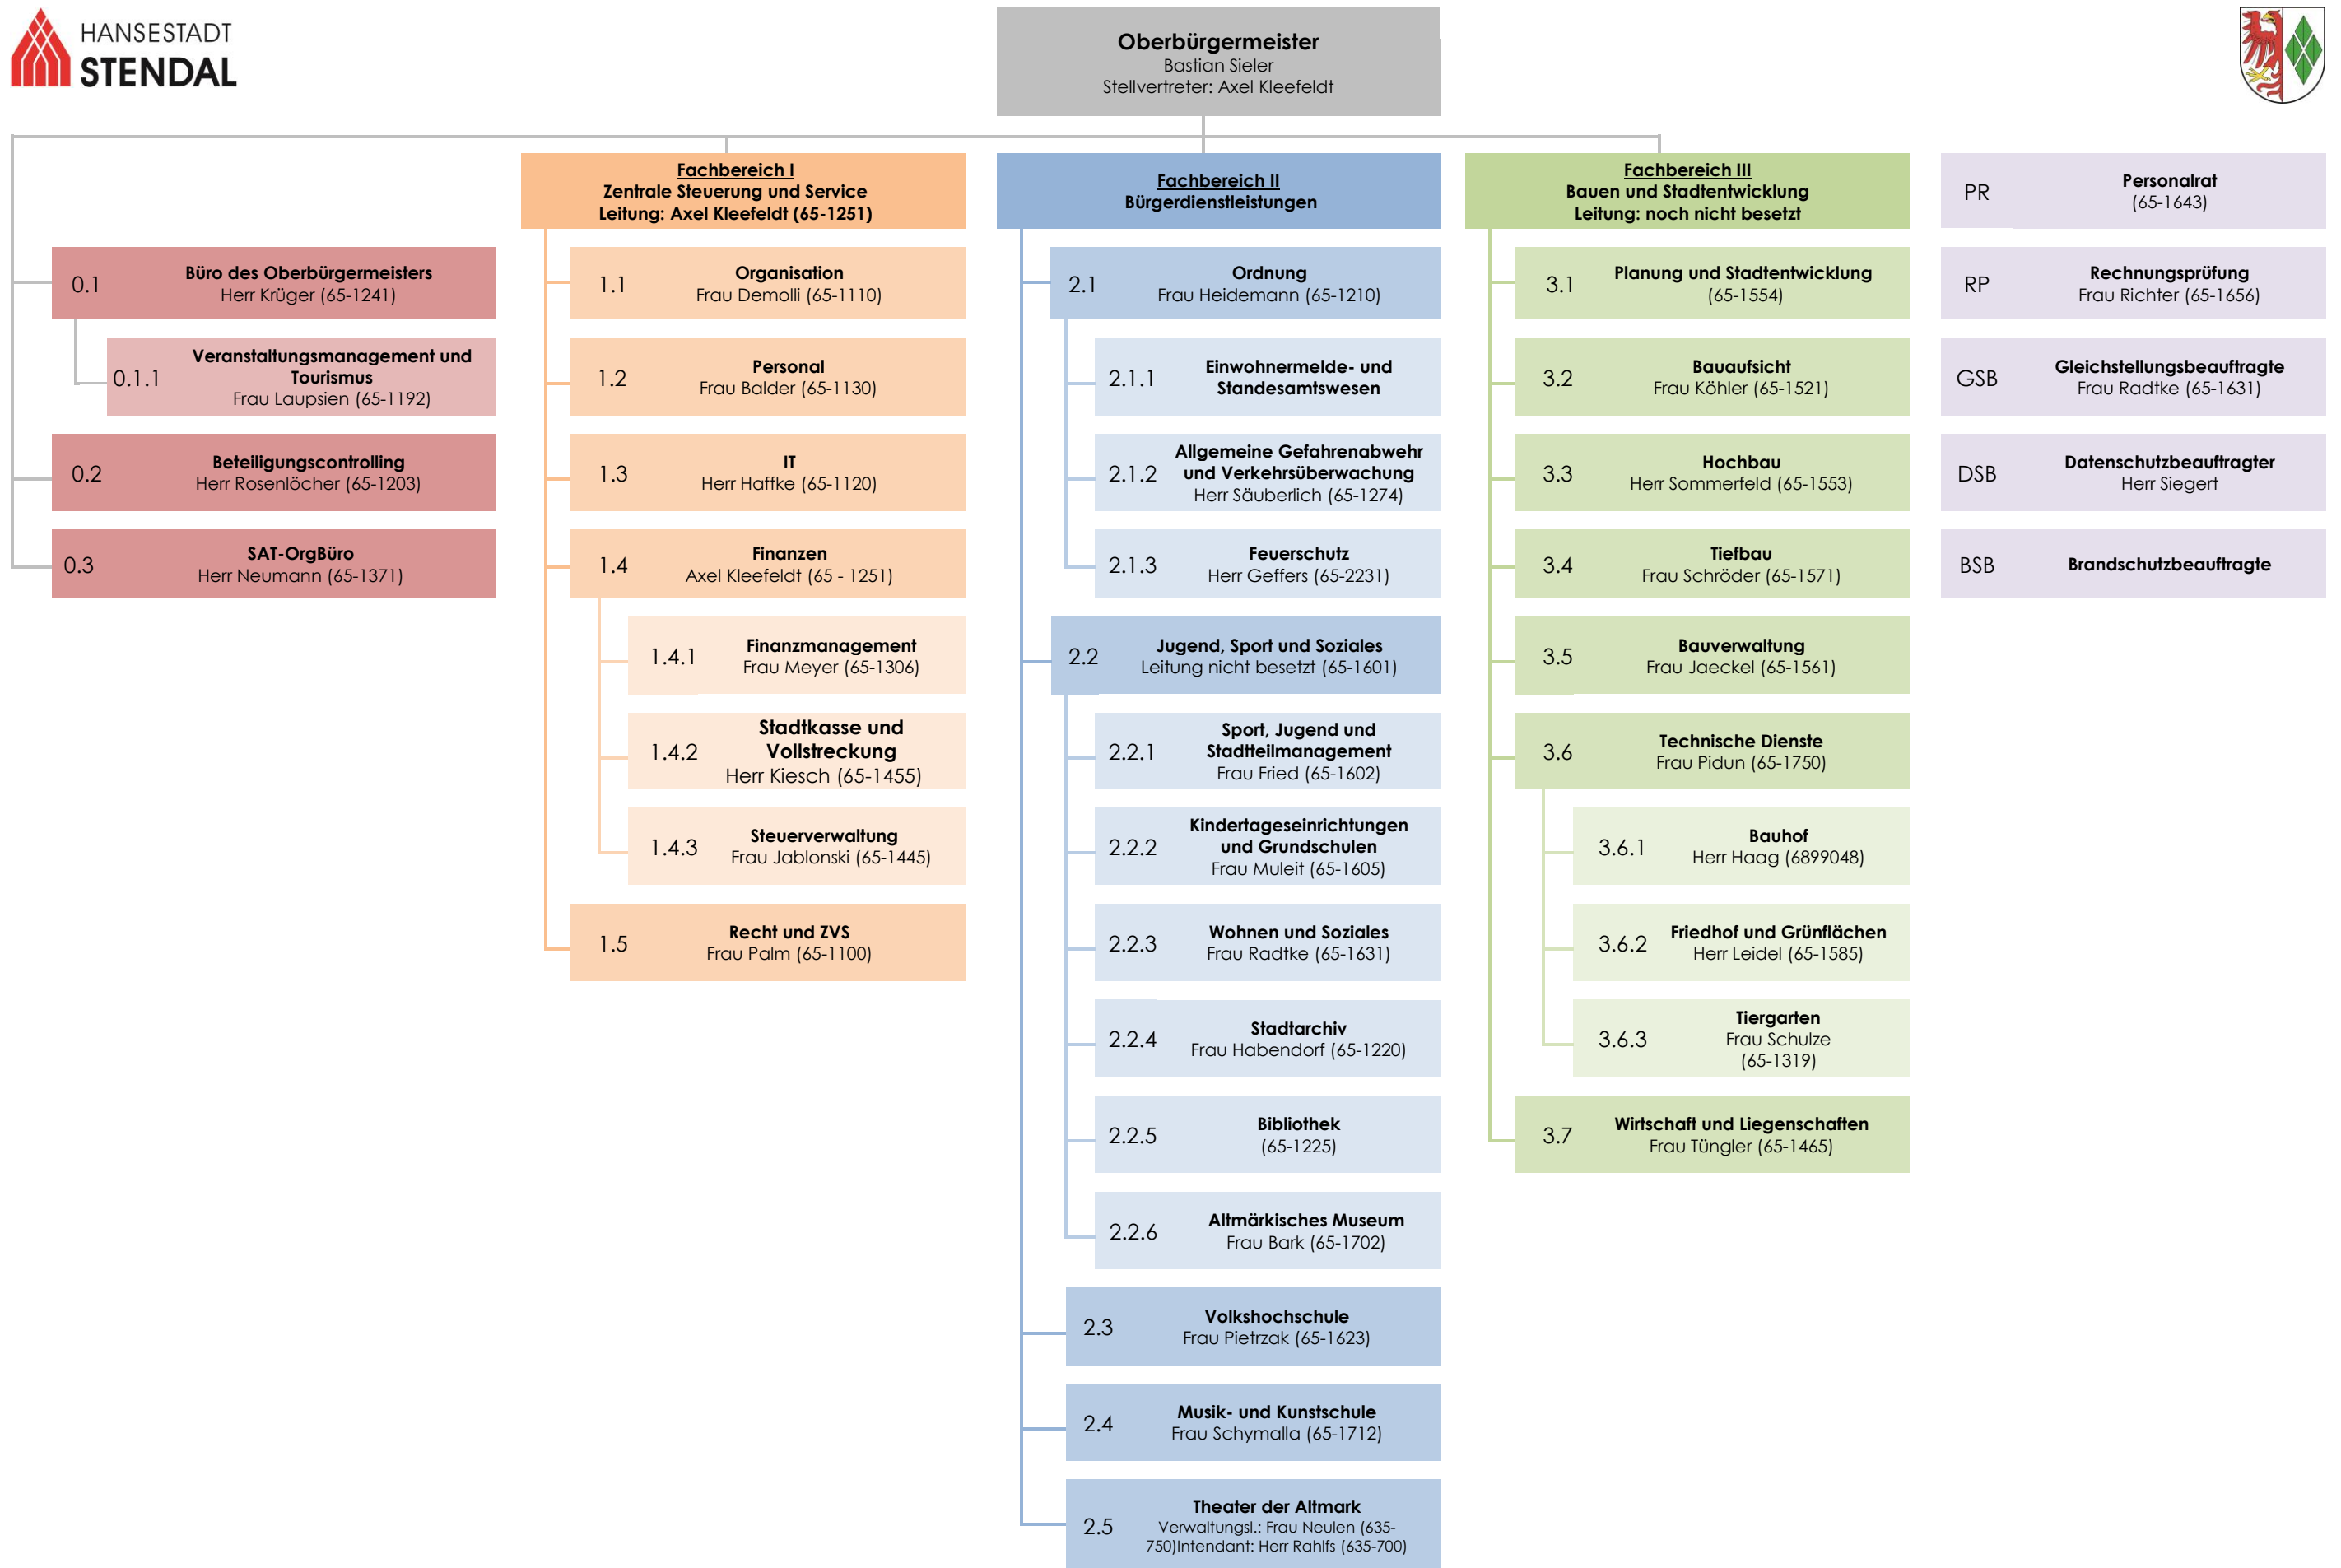 HANSESTADT
STENDAL
Oberbürgermeister
Bastian Sieler
Stellvertreter: Axel Kleefeldt
0.1
Büro des Oberbürgermeisters
Herr Krüger (65-1241)
0.1.1
Veranstaltungsmanagement und
Tourismus
Frau Laupsien (65-1192)
0.2
Beteiligungscontrolling
Herr Rosenlöcher (65-1203)
0.3
SAT-OrgBüro
Herr Neumann (65-1371)
Fachbereich I
Zentrale Steuerung und Service
Leitung: Axel Kleefeldt (65-1251)
1.1
Organisation
Frau Demolli (65-1110)
1.2
Personal
Frau Balder (65-1130)
1.3
IT
Herr Haffke (65-1120)
1.4
Finanzen
Axel Kleefeldt (65 - 1251)
1.4.1
Finanzmanagement
Frau Meyer (65-1306)
1.4.2
Stadtkasse und
Vollstreckung
Herr Kiesch (65-1455)
1.4.3
Steuerverwaltung
Frau Jablonski (65-1445)
1.5
Recht und ZVS
Frau Palm (65-1100)
Fachbereich II
Bürgerdienstleistungen
2.1
Ordnung
Frau Heidemann (65-1210)
2.1.1
Einwohnermelde- und
Standesamtswesen
2.1.2
Allgemeine Gefahrenabwehr
und Verkehrsüberwachung
Herr Säuberlich (65-1274)
2.1.3
Feuerschutz
Herr Geffers (65-2231)
2.2
Jugend, Sport und Soziales
Leitung nicht besetzt (65-1601)
2.2.1
Sport, Jugend und
Stadtteilmanagement
Frau Fried (65-1602)
2.2.2
Kindertageseinrichtungen
und Grundschulen
Frau Muleit (65-1605)
2.2.3
Wohnen und Soziales
Frau Radtke (65-1631)
2.2.4
Stadtarchiv
Frau Habendorf (65-1220)
2.2.5
Bibliothek
(65-1225)
2.2.6
Altmärkisches Museum
Frau Bark (65-1702)
2.3
Volkshochschule
Frau Pietrzak (65-1623)
2.4
Musik- und Kunstschule
Frau Schymalla (65-1712)
2.5
Theater der Altmark
Verwaltungsl.: Frau Neulen (635-
750)Intendant: Herr Rahlfs (635-700)
Fachbereich III
Bauen und Stadtentwicklung
Leitung: noch nicht besetzt
3.1
Planung und Stadtentwicklung
(65-1554)
3.2
Bauaufsicht
Frau Köhler (65-1521)
3.3
Hochbau
Herr Sommerfeld (65-1553)
3.4
Tiefbau
Frau Schröder (65-1571)
3.5
Bauverwaltung
Frau Jaeckel (65-1561)
3.6
Technische Dienste
Frau Pidun (65-1750)
3.6.1
Bauhof
Herr Haag (6899048)
3.6.2
Friedhof und Grünflächen
Herr Leidel (65-1585)
3.6.3
Tiergarten
Frau Schulze
(65-1319)
3.7
Wirtschaft und Liegenschaften
Frau Tüngler (65-1465)
PR
Personalrat
(65-1643)
RP
Rechnungsprüfung
Frau Richter (65-1656)
GSB
Gleichstellungsbeauftragte
Frau Radtke (65-1631)
DSB
Datenschutzbeauftragter
Herr Siegert
BSB
Brandschutzbeauftragte